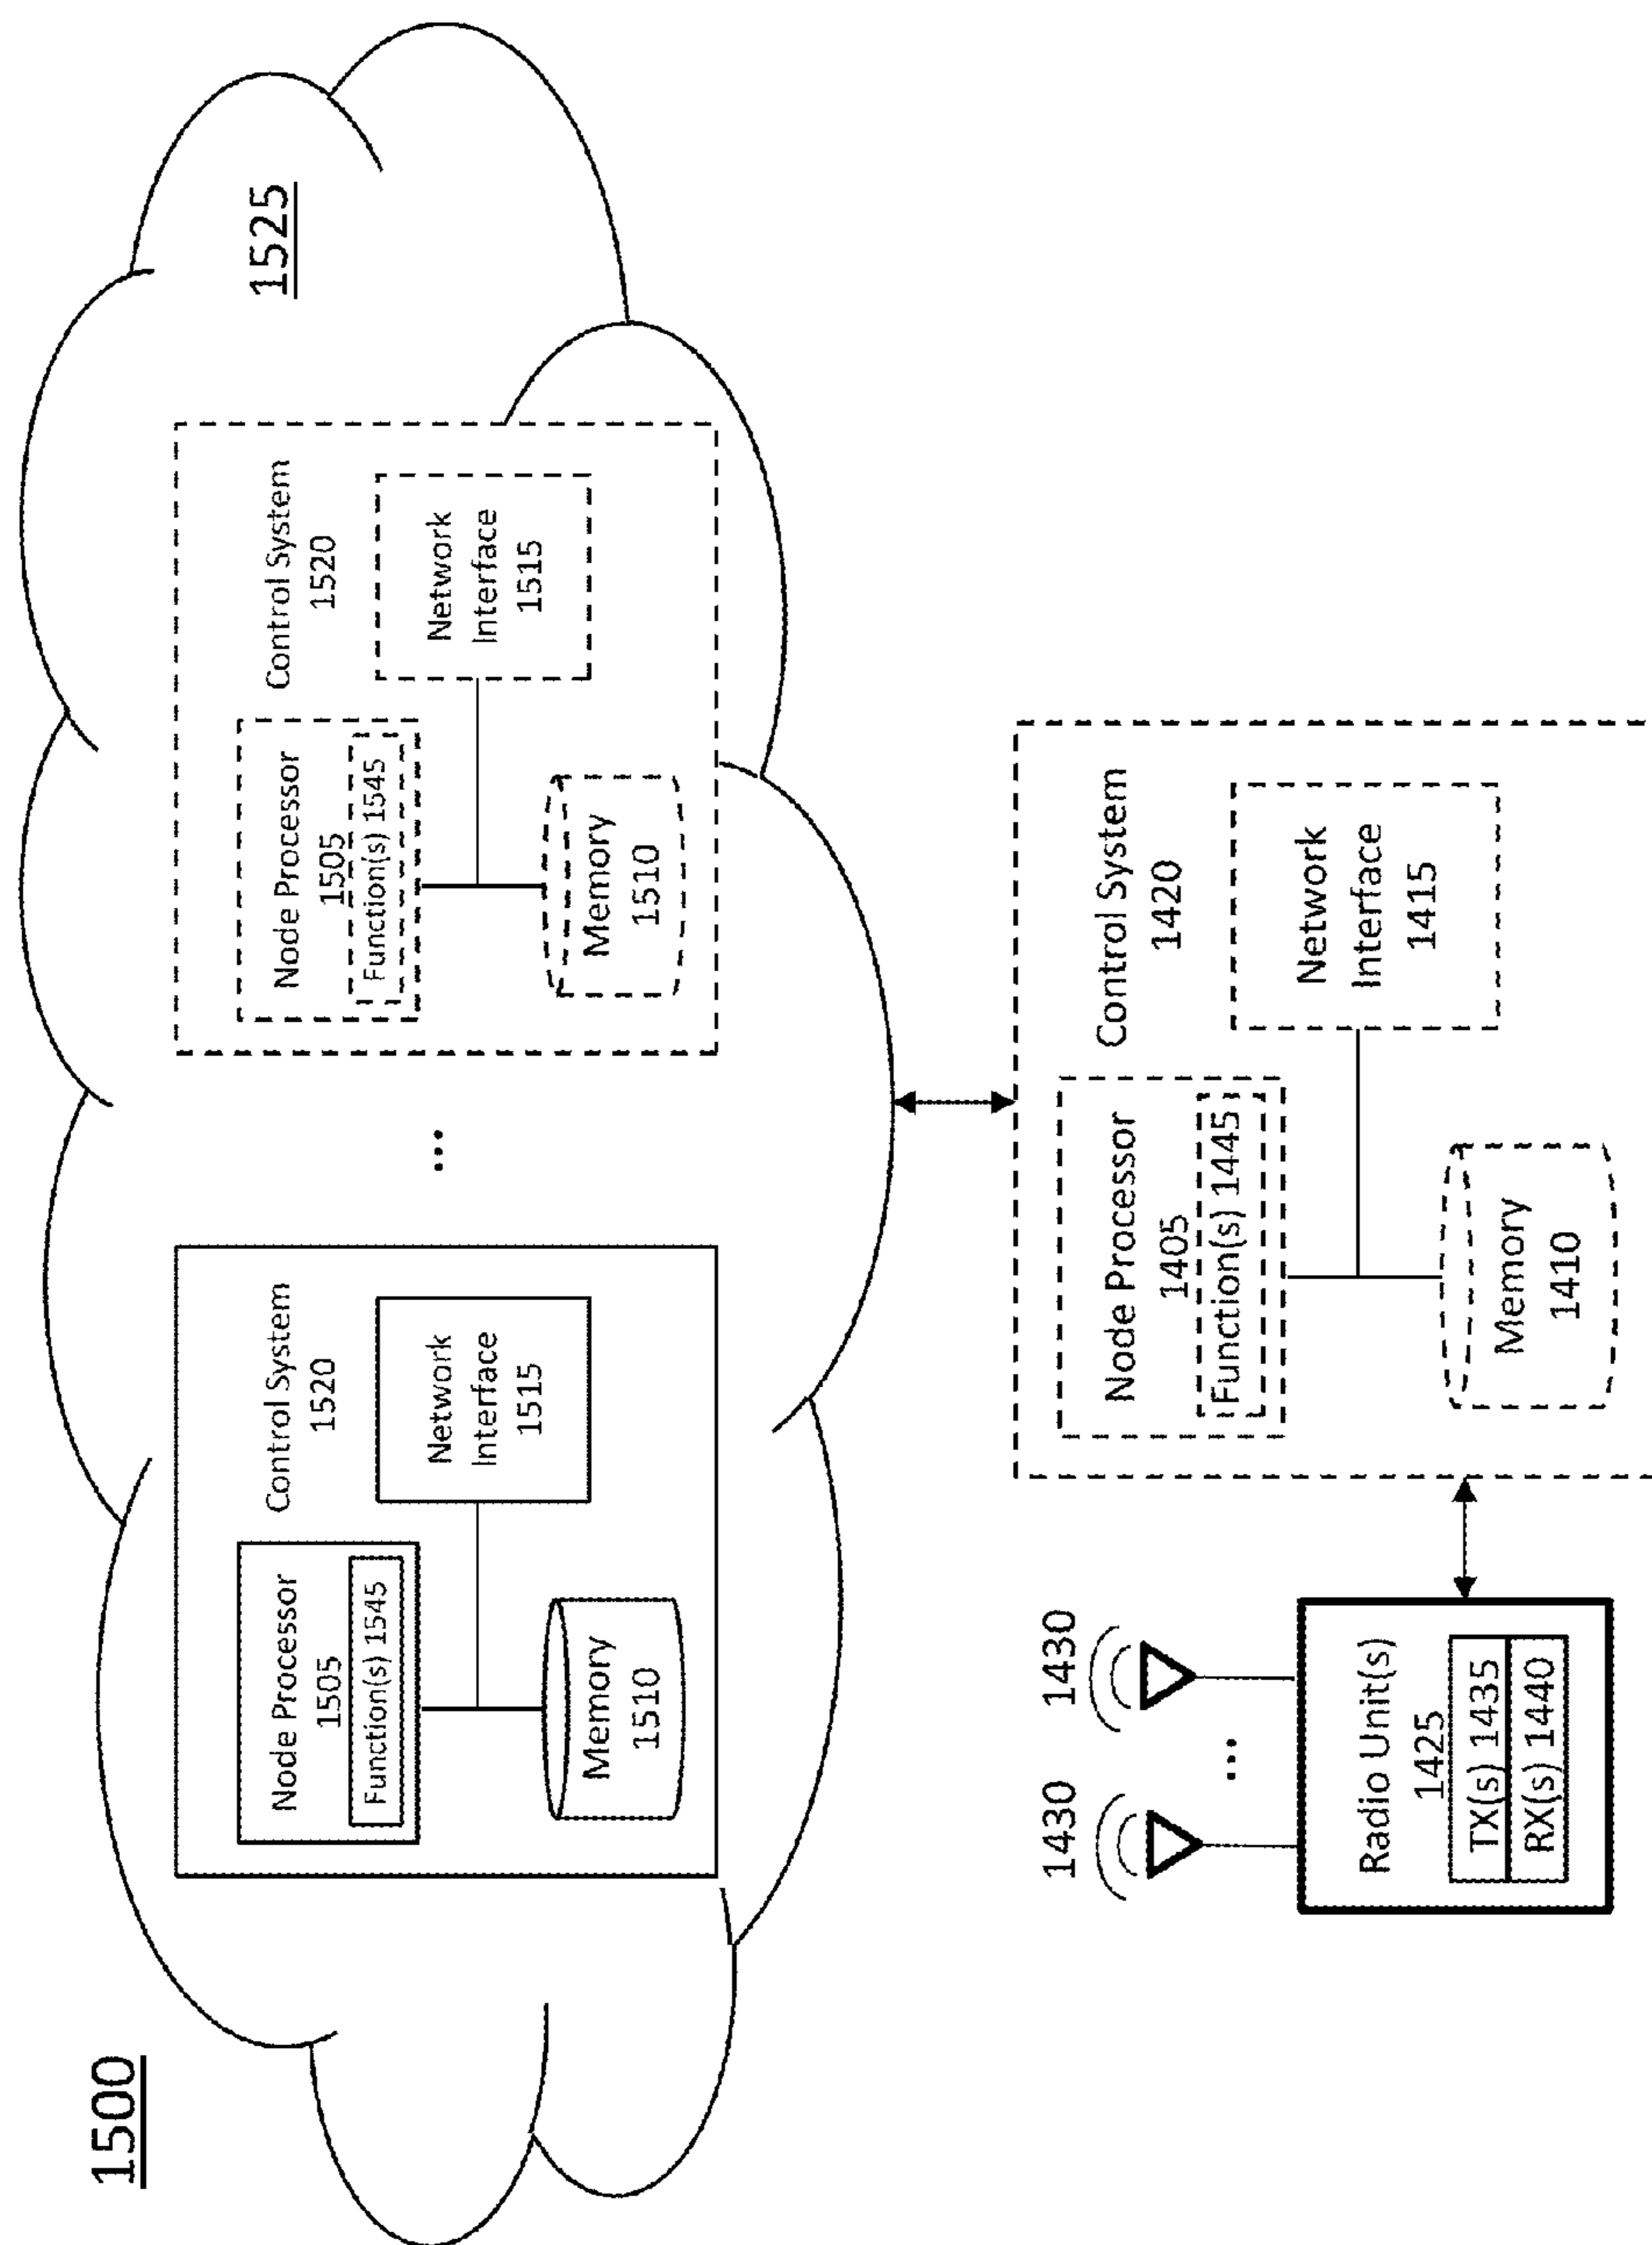 1500
1525
Control System
1520
Node Processor
1505
Function(s) 1545
Network
Interface
1515
Memory
1510
...
Control System
1520
Node Processor
1505
Function(s) 1545
Network
Interface
1515
Memory
1510
1430
...
1430
Radio Unit(s)
1425
TX(s) 1435
RX(s) 1440
Control System
1420
Node Processor
1405
Function(s) 1445
Network
Interface
1415
Memory
1410